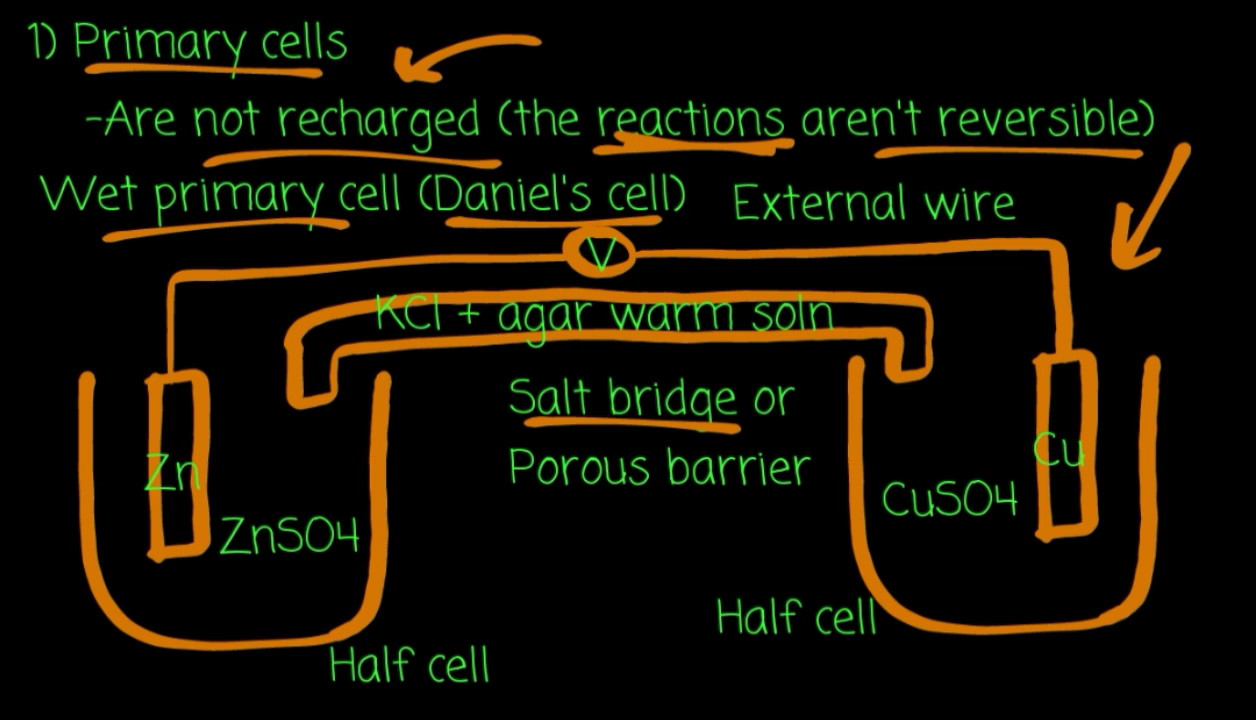 1) Primary cells
-Are not recharged (the reactions aren't reversible)
Wet primary cell (Daniel's cell)
External wire
V
KCl + agar warm soln
Salt bridge or
Porous barrier
Zn
ZnSO4
Cu
CuSO4
Half cell
Half cell